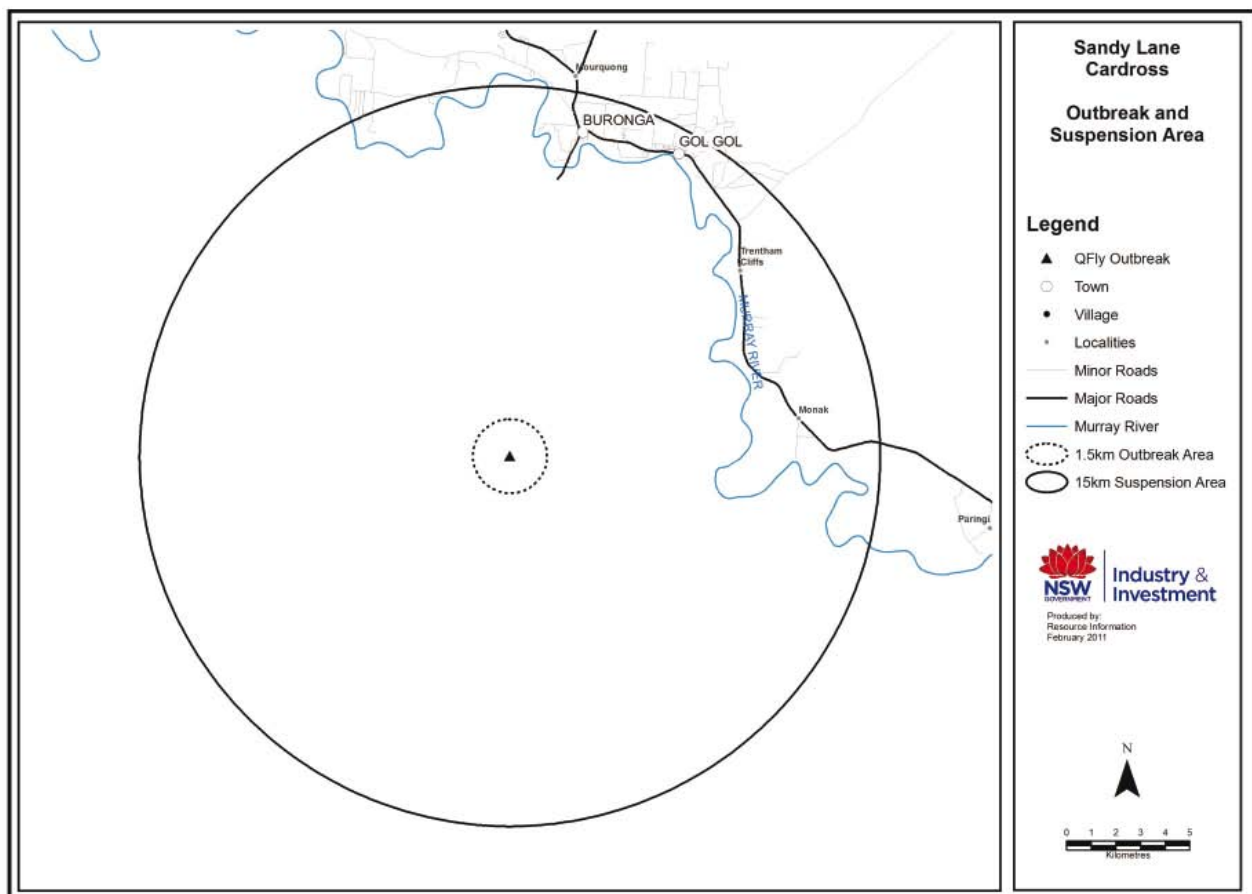 Mourquong
BURONGA
GOL GOL
Trentham
Cliffs
MURRAY RIVER
Monak
Paringi
Sandy Lane
Cardross
Outbreak and
Suspension Area
Legend
QFly Outbreak
Town
Village
Localities
Minor Roads
Major Roads
Murray River
1.5km Outbreak Area
15km Suspension Area
NSW
GOVERNMENT
Industry &
Investment
Produced by:
Resource Information
February 2011
N
0 1 2 3 4 5
Kilometres